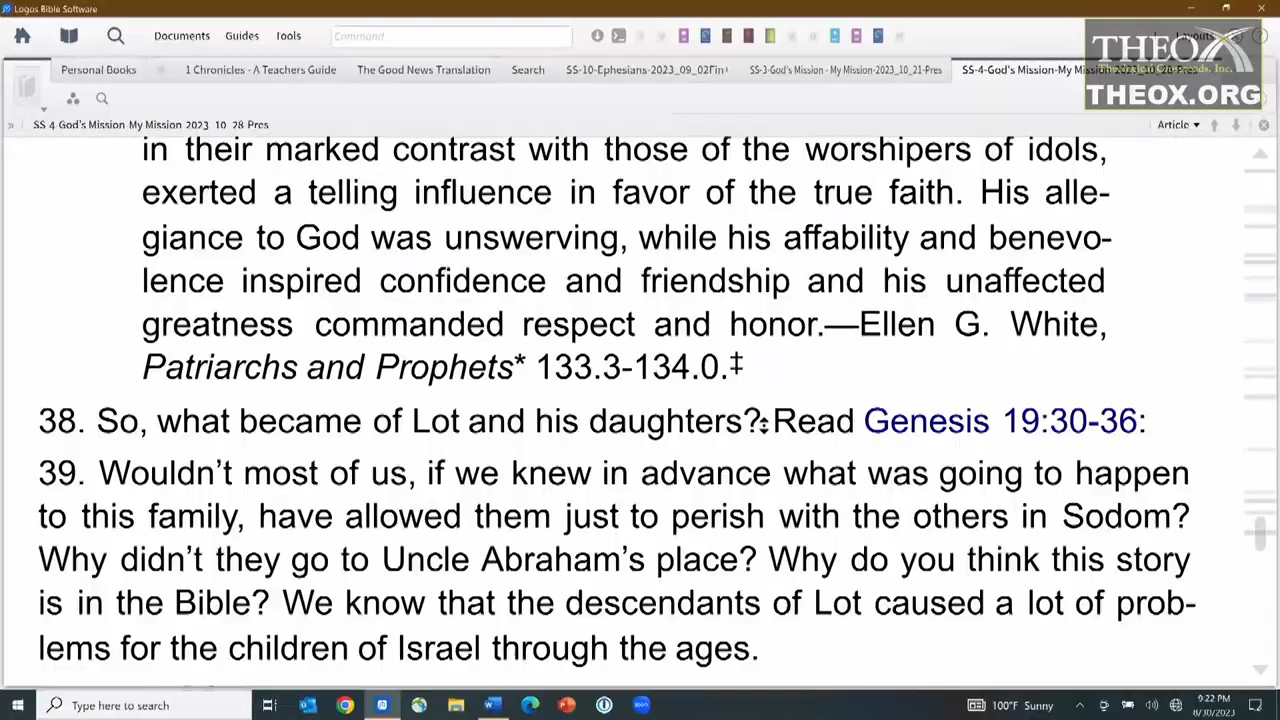 Logos Bible Software
Documents Guides Tools Command
THEOX
Theological Crossroads, Inc.
THEOX.ORG
Personal Books 1 Chronicles - A Teachers Guide The Good News Translation Search SS-10-Ephesians-2023_09_02Fin SS-3-God's Mission - My Mission-2023_10_21-Pres SS-4-God's Mission-My
SS 4 God's Mission My Mission 2023 10 28 Pres Article
in their marked contrast with those of the worshipers of idols,
exerted a telling influence in favor of the true faith. His alle-
giance to God was unswerving, while his affability and benevo-
lence inspired confidence and friendship and his unaffected
greatness commanded respect and honor.—Ellen G. White,
Patriarchs and Prophets* 133.3-134.0.‡
38. So, what became of Lot and his daughters? Read Genesis 19:30-36:
39. Wouldn't most of us, if we knew in advance what was going to happen
to this family, have allowed them just to perish with the others in Sodom?
Why didn't they go to Uncle Abraham's place? Why do you think this story
is in the Bible? We know that the descendants of Lot caused a lot of prob-
lems for the children of Israel through the ages.
Type here to search
100°F Sunny
9:22 PM
8/30/2023